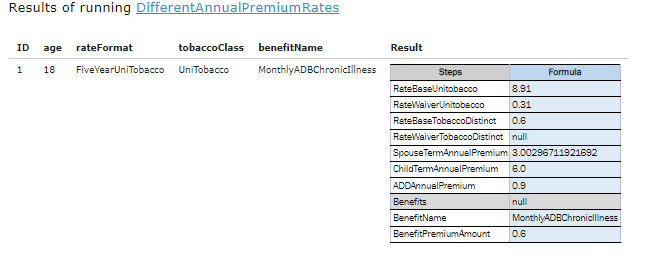 Results of running DifferentAnnualPremiumRates
ID age rateFormat tobaccoClass benefitName Result
1 18 FiveYearUniTobacco UniTobacco MonthlyADBChronicIllness
Steps Formula
RateBaseUnitobacco 8.91
RateWaiverUnitobacco 0.31
RateBaseTobaccoDistinct 0.6
RateWaiverTobaccoDistinct null
SpouseTermAnnualPremium 3.00296711921692
ChildTermAnnualPremium 6.0
ADDAnnualPremium 0.9
Benefits null
BenefitName MonthlyADBChronicIllness
BenefitPremiumAmount 0.6